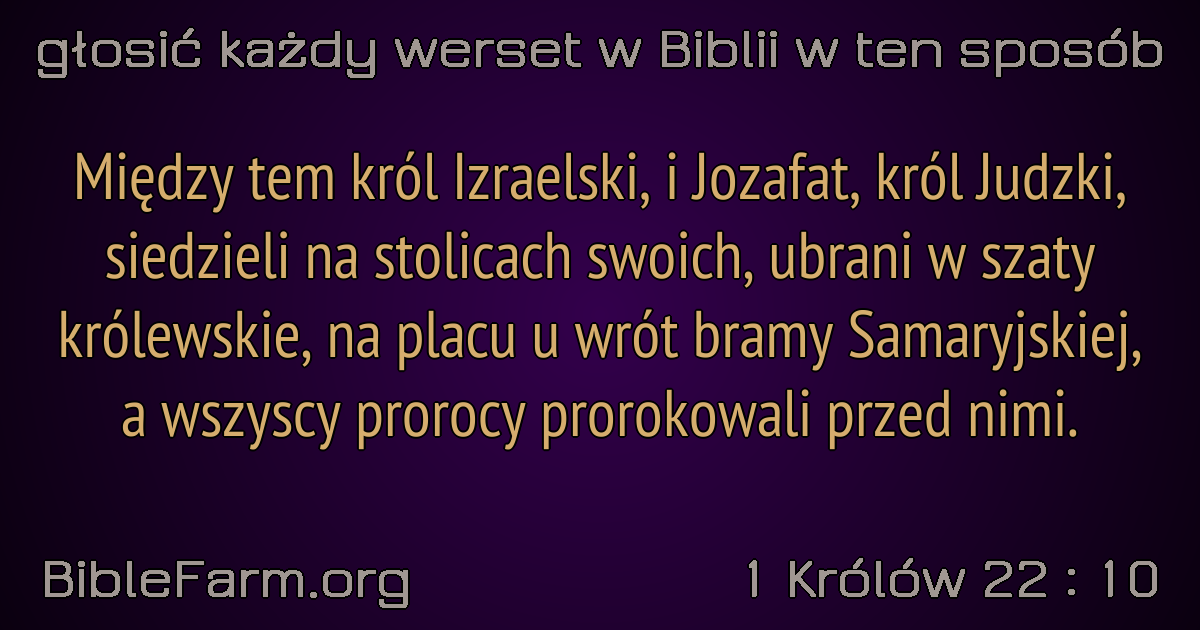 głosić każdy werset w Biblii w ten sposób
Między tem król Izraelski, i Jozafat, król Judzki,
siedzieli na stolicach swoich, ubrani w szaty
królewskie, na placu u wrót bramy Samaryjskiej,
a wszyscy prorocy prorokowali przed nimi.
BibleFarm.org
1 Królów 22 : 10